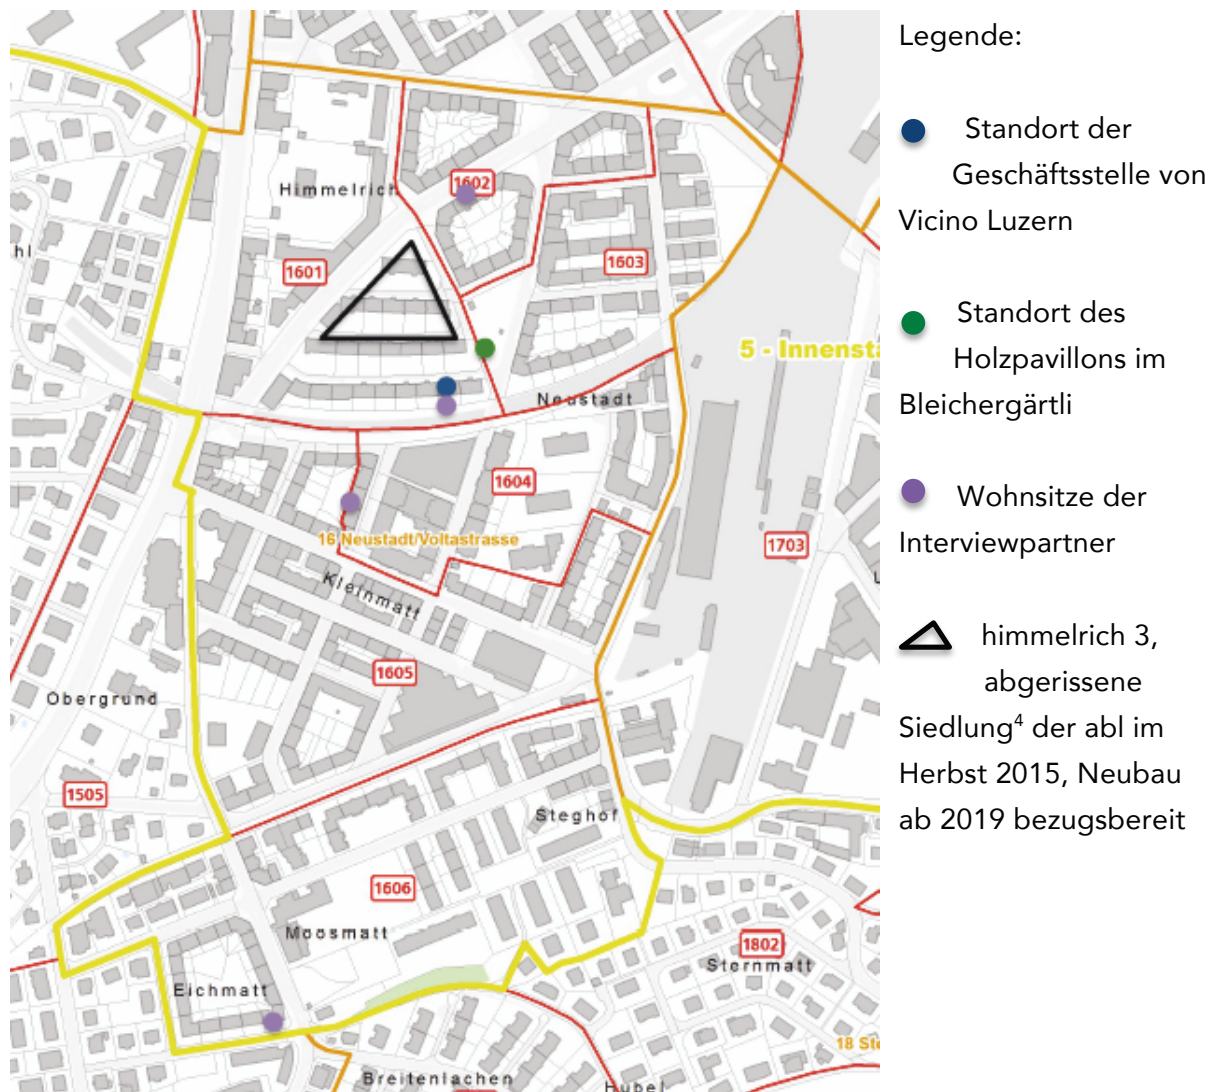 Himmelrich
1602
hl
1601
1603
5 - Innenst
Neustadt
1604
16 Neustadt/Voltastrasse
1703
Kleinmatt
1605
Obergrund
1505
Steghof
1606
Moosmatt
1802
Sternmatt
Eichmatt
18 Ste
Breitenlachen
Hubel
Legende:
Standort der
Geschäftsstelle von
Vicino Luzern
Standort des
Holzpavillons im
Bleichergärtli
Wohnsitze der
Interviewpartner
himmelrich 3,
abgerissene
Siedlung⁴ der abl im
Herbst 2015, Neubau
ab 2019 bezugsbereit